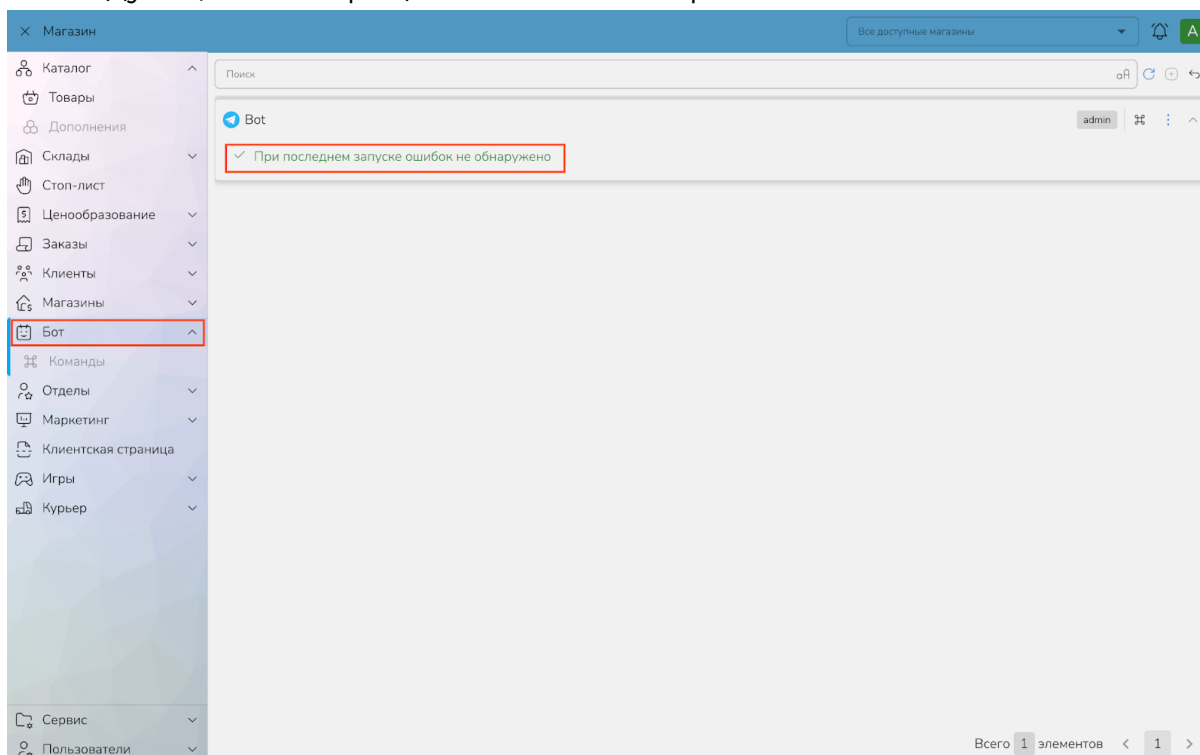 Магазин
Все доступные магазины
A
Каталог
Товары
Дополнения
Склады
Стоп-лист
Ценообразование
Заказы
Клиенты
Магазины
Бот
Команды
Отделы
Маркетинг
Клиентская страница
Игры
Курьер
Сервис
Пользователи
Поиск
aA
Bot
admin
При последнем запуске ошибок не обнаружено
Всего 1 элементов < 1 >